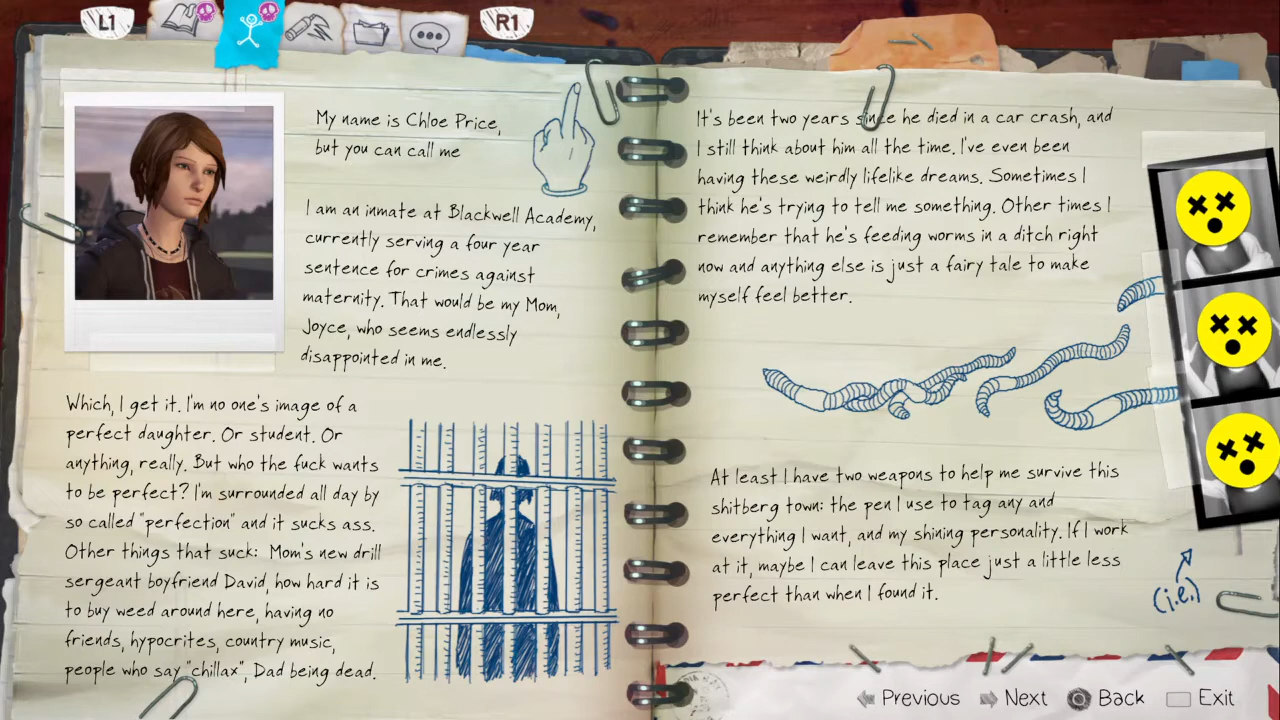 L1
R1
My name is Chloe Price,
but you can call me
I am an inmate at Blackwell Academy,
currently serving a four year
sentence for crimes against
maternity. That would be my Mom,
Joyce, who seems endlessly
disappointed in me.
Which, I get it. I'm no one's image of a
perfect daughter. Or student. Or
anything, really. But who the fuck wants
to be perfect? I'm surrounded all day by
so called "perfection" and it sucks ass.
Other things that suck: Mom's new drill
sergeant boyfriend David, how hard it is
to buy weed around here, having no
friends, hypocrites, country music,
people who say "chillax", Dad being dead.
It's been two years since he died in a car crash, and
I still think about him all the time. I've even been
having these weirdly lifelike dreams. Sometimes I
think he's trying to tell me something. Other times I
remember that he's feeding worms in a ditch right
now and anything else is just a fairy tale to make
myself feel better.
At least I have two weapons to help me survive this
shitberg town: the pen I use to tag any and
everything I want, and my shining personality. If I work
at it, maybe I can leave this place just a little less
perfect than when I found it.
(i.e.)
Previous Next Back Exit